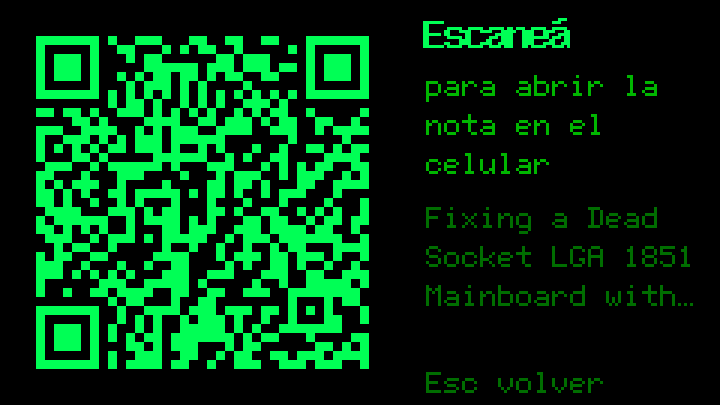 Escaneá
para abrir la
nota en el
celular
Fixing a Dead
Socket LGA 1851
Mainboard with…
Esc volver